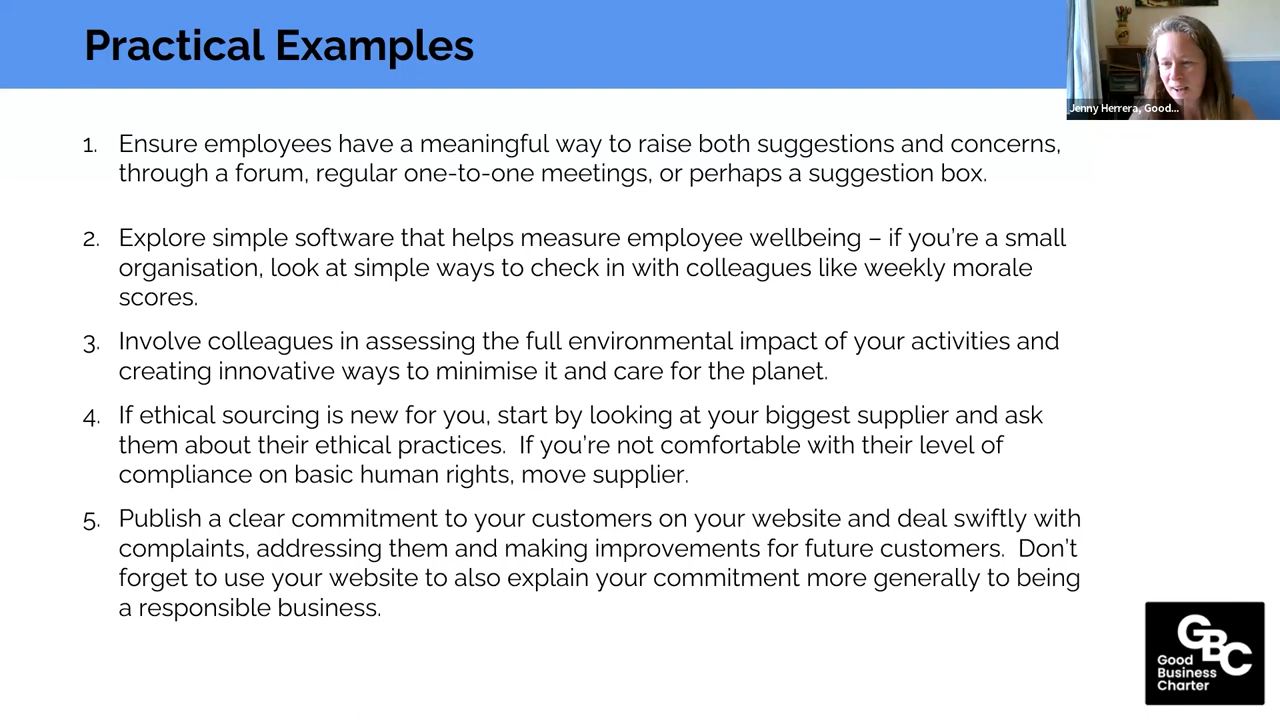 Practical Examples
Jenny Herrera, Good...
1. Ensure employees have a meaningful way to raise both suggestions and concerns,
through a forum, regular one-to-one meetings, or perhaps a suggestion box.
2. Explore simple software that helps measure employee wellbeing – if you're a small
organisation, look at simple ways to check in with colleagues like weekly morale
scores.
3. Involve colleagues in assessing the full environmental impact of your activities and
creating innovative ways to minimise it and care for the planet.
4. If ethical sourcing is new for you, start by looking at your biggest supplier and ask
them about their ethical practices.  If you're not comfortable with their level of
compliance on basic human rights, move supplier.
5. Publish a clear commitment to your customers on your website and deal swiftly with
complaints, addressing them and making improvements for future customers.  Don't
forget to use your website to also explain your commitment more generally to being
a responsible business.
GBC
Good
Business
Charter